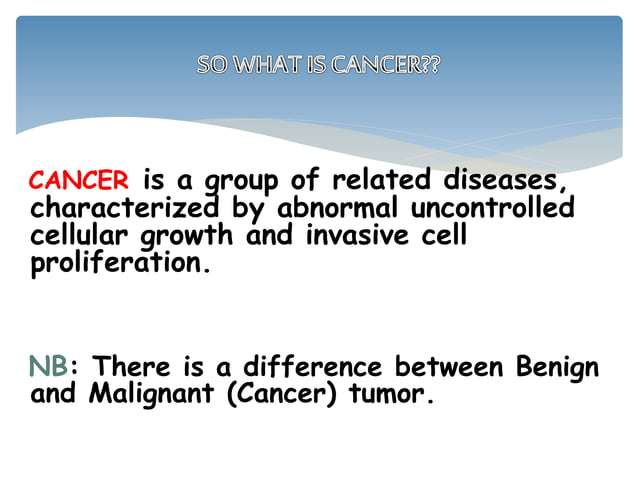 SO WHAT IS CANCER??
CANCER is a group of related diseases,
characterized by abnormal uncontrolled
cellular growth and invasive cell
proliferation.
NB: There is a difference between Benign
and Malignant (Cancer) tumor.